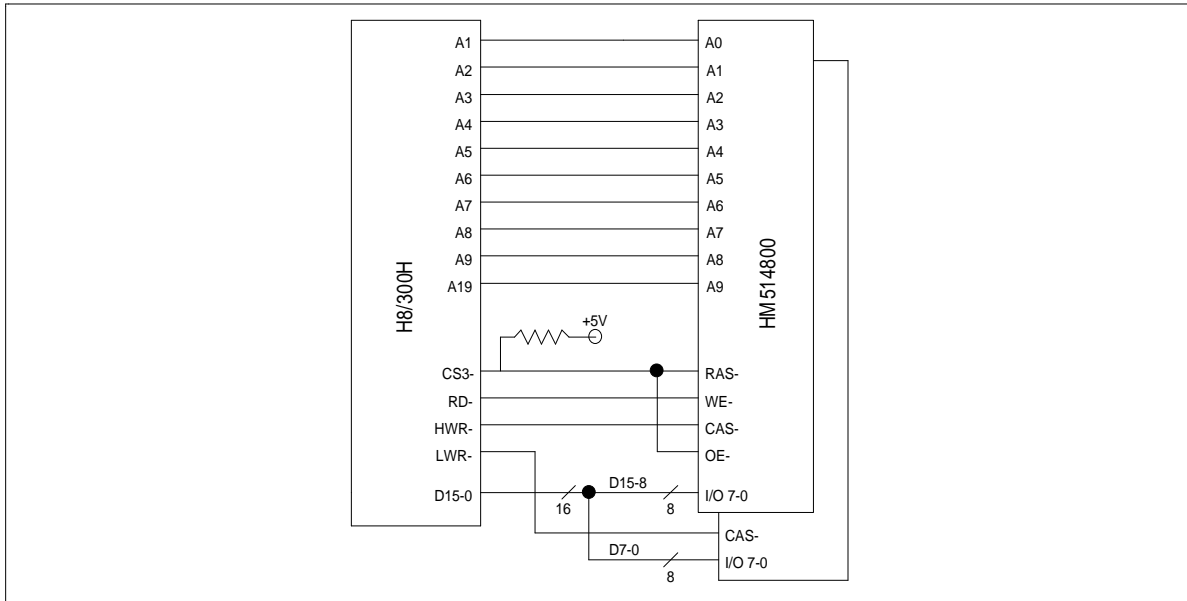 A1 A0
A2 A1
A3 A2
A4 A3
A5 A4
A6 A5
A7 A6
A8 A7
A9 A8
A19 A9
H8/300H
HM514800
+5V
CS3- RAS-
RD- WE-
HWR- CAS-
LWR- OE-
D15-0 16 D15-8 8 I/O 7-0
CAS-
D7-0 8 I/O 7-0